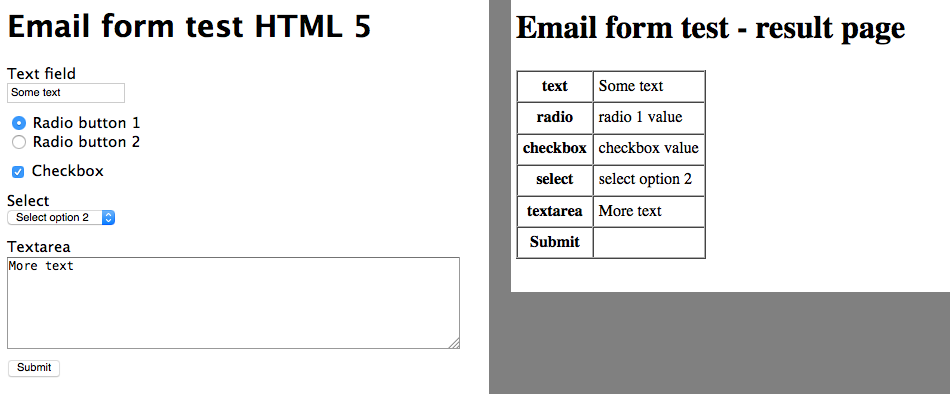 Email form test HTML 5
Text field
Some text
Radio button 1
Radio button 2
Checkbox
Select
Select option 2
Textarea
More text
Submit
Email form test - result page
text Some text
radio radio 1 value
checkbox checkbox value
select select option 2
textarea More text
Submit